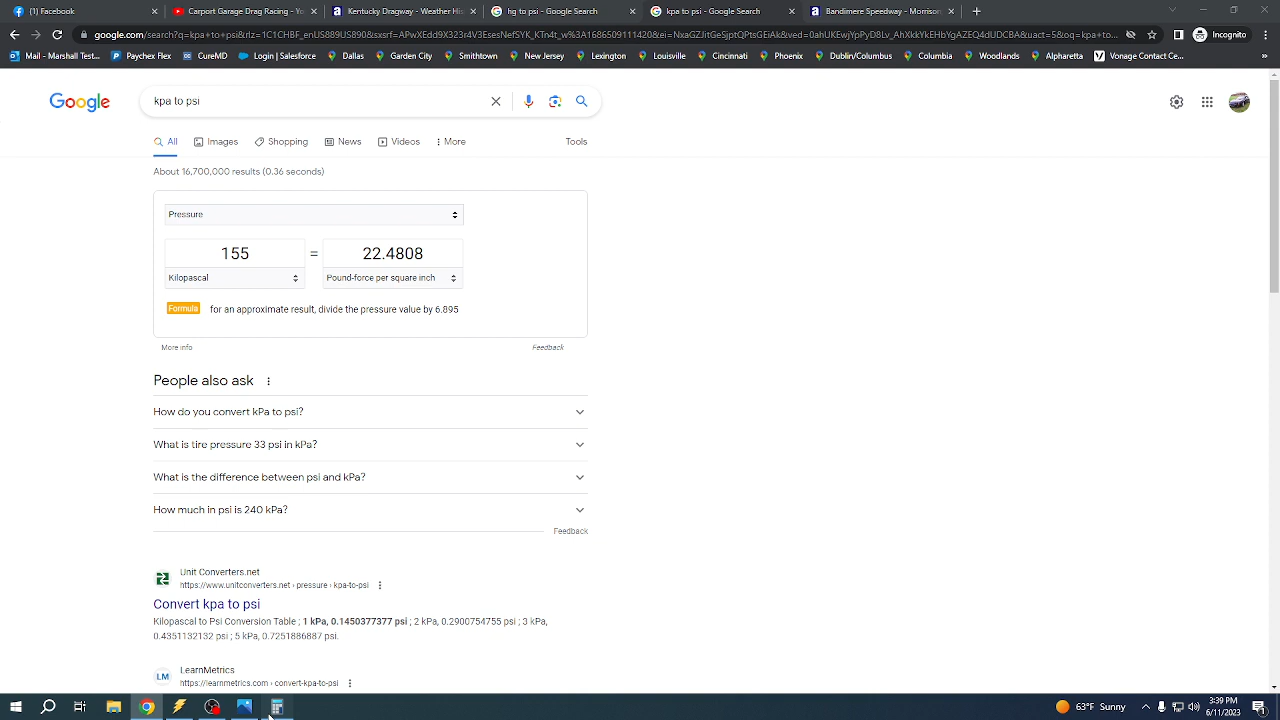 (1) Facebook
Carport Garage Drag Racing - Yo
Kentucky Dragway - Weather His
hg to psi - Google Search
kpa to psi - Google Search
Bandimere Speedway - Morrison
google.com/search?q=kpa+to+psi&rlz=
Incognito
Marshall Test...
Paychex Flex
CureMD
Login | Salesforce
Dallas
Garden City
Smithtown
New Jersey
Lexington
Louisville
Cincinnati
Phoenix
Dublin/Columbus
Columbia
Woodlands
Alpharetta
Vonage Contact Ce...
Google
kpa to psi
All
Images
Shopping
News
Videos
More
Tools
About 16,700,000 results (0.36 seconds)
Pressure
155 = 22.4808
Kilopascal
Pound-force per square inch
Formula for an approximate result, divide the pressure value by 6.895
More info
Feedback
People also ask
How do you convert kPa to psi?
What is tire pressure 33 psi in kPa?
What is the difference between psi and kPa?
How much in psi is 240 kPa?
Feedback
Unit Converters.net
https://www.unitconverters.net › pressure › kpa-to-psi
Convert kpa to psi
Kilopascal to Psi Conversion Table ; 1 kPa, 0.1450377377 psi ; 2 kPa, 0.2900754755 psi ; 3 kPa,
0.4351132132 psi ; 5 kPa, 0.7251886887 psi.
LM
LearnMetrics
https://learnmetrics.com › convert-kpa-to-psi
63°F Sunny
3:39 PM
6/11/2023